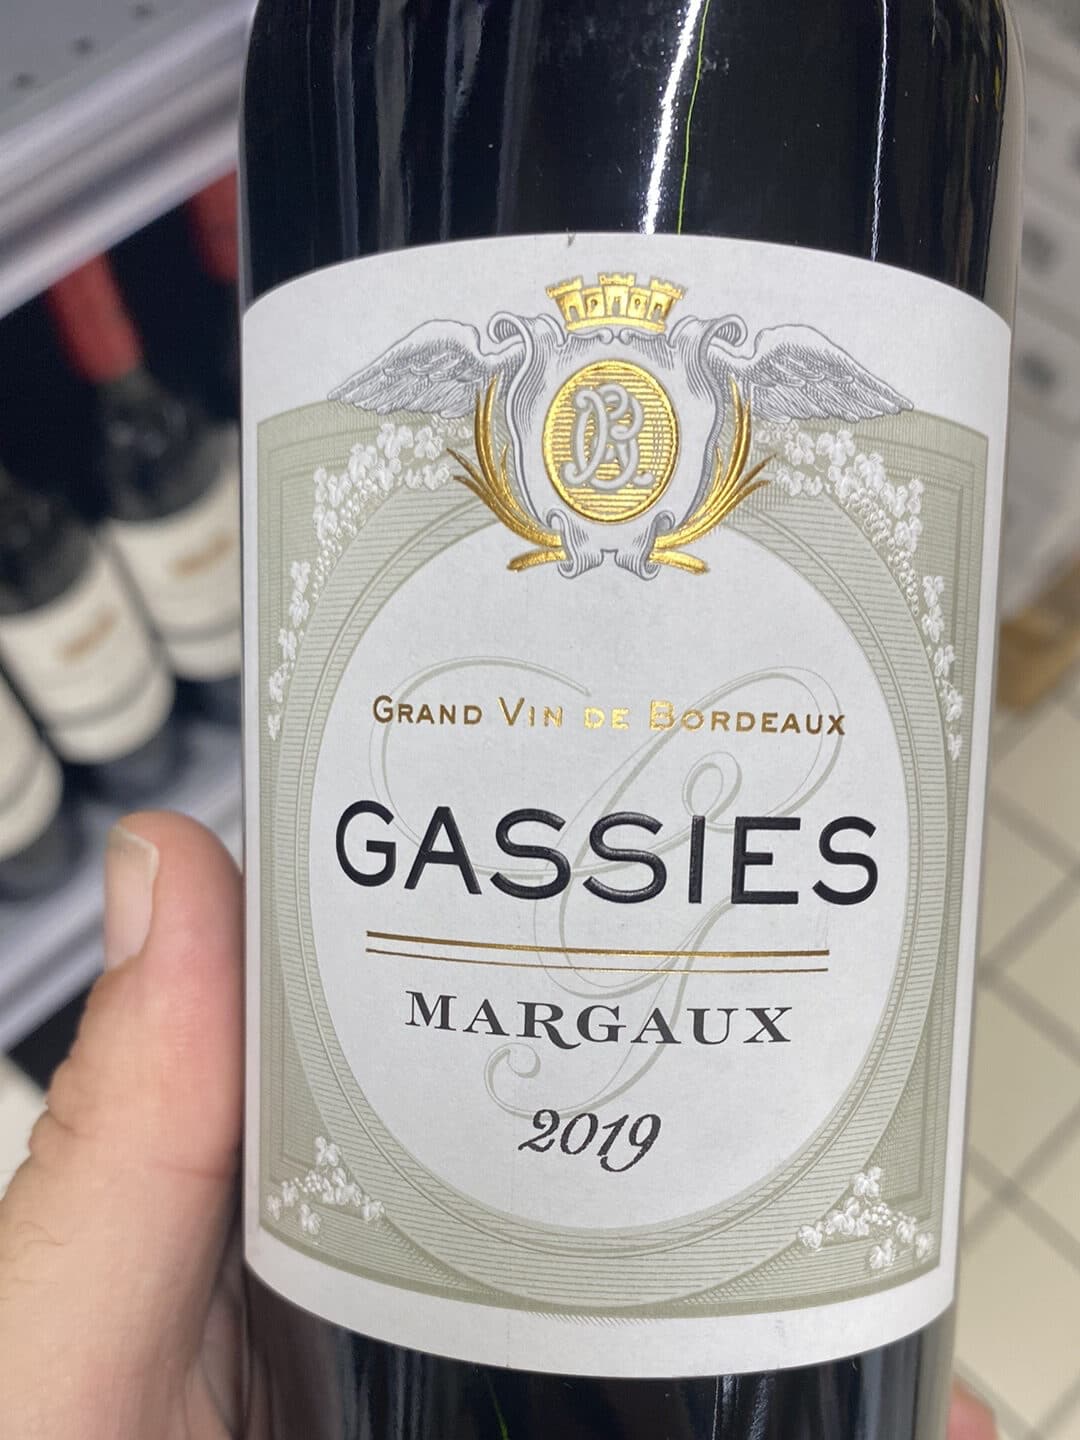 GRAND VIN DE BORDEAUX
GASSIES
MARGAUX
2019